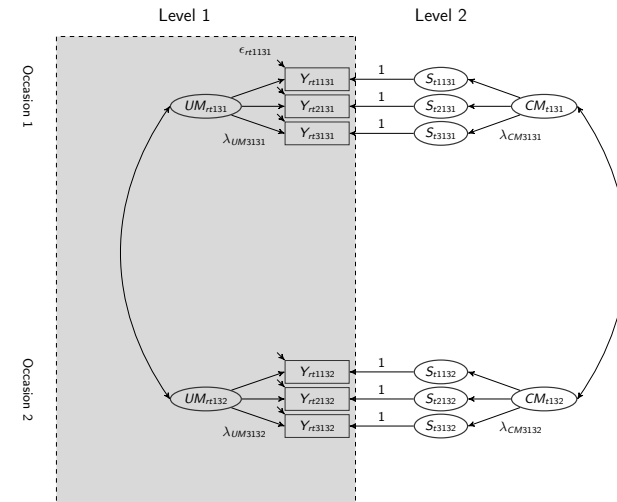 Level 1
Level 2
Occasion 1
ϵrt1131
Yrt1131
1
St1131
UMrt131
Yrt2131
1
St2131
CMt131
Yrt3131
1
St3131
λUM3131
λCM3131
Occasion 2
Yrt1132
1
St1132
UMrt132
Yrt2132
1
St2132
CMt132
Yrt3132
1
St3132
λUM3132
λCM3132